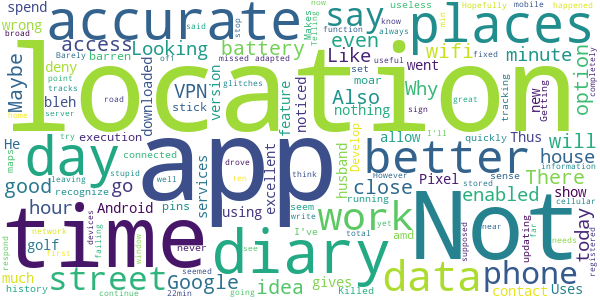 spend
wrong
accurate
say
places
useless
Hopefully
mobile
happened
broad
said
stop
now
Telling
function
know
always
min
Barely
barren
off
Makes
access
Looking
battery
even
wifi
Maybe
deny
point
tracks
server
road
bleh
downloaded
version
missed
adapted
glitches
Like
minute
useful
set
fixed
completely
option
location
home
VPN
stick
feature
noticed
moar
nothing
Also
Why
went
sign
great
tracking
new
Getting
He
try
maps
execution
Thus
quickly
I'll
day
app
better
leaving
connected
stupid
well
recognize
services
drove
ten
think
husband
Develop
allow
However
Pixel
running
write
yet
total
will
There
house
sense
stored
information
cellular
good
go
hour
Android
pins
using
excellent
seem
I've
close
enabled
show
time
diary
work
Not
today
updating
supposed
near
far
needs
registered
golf
devices
failing
never
window
seemed
see
idea
amd
gives
Killed
network
first
respond
street
Google
data
phone
much
history
continue
22min
going
contact
Uses